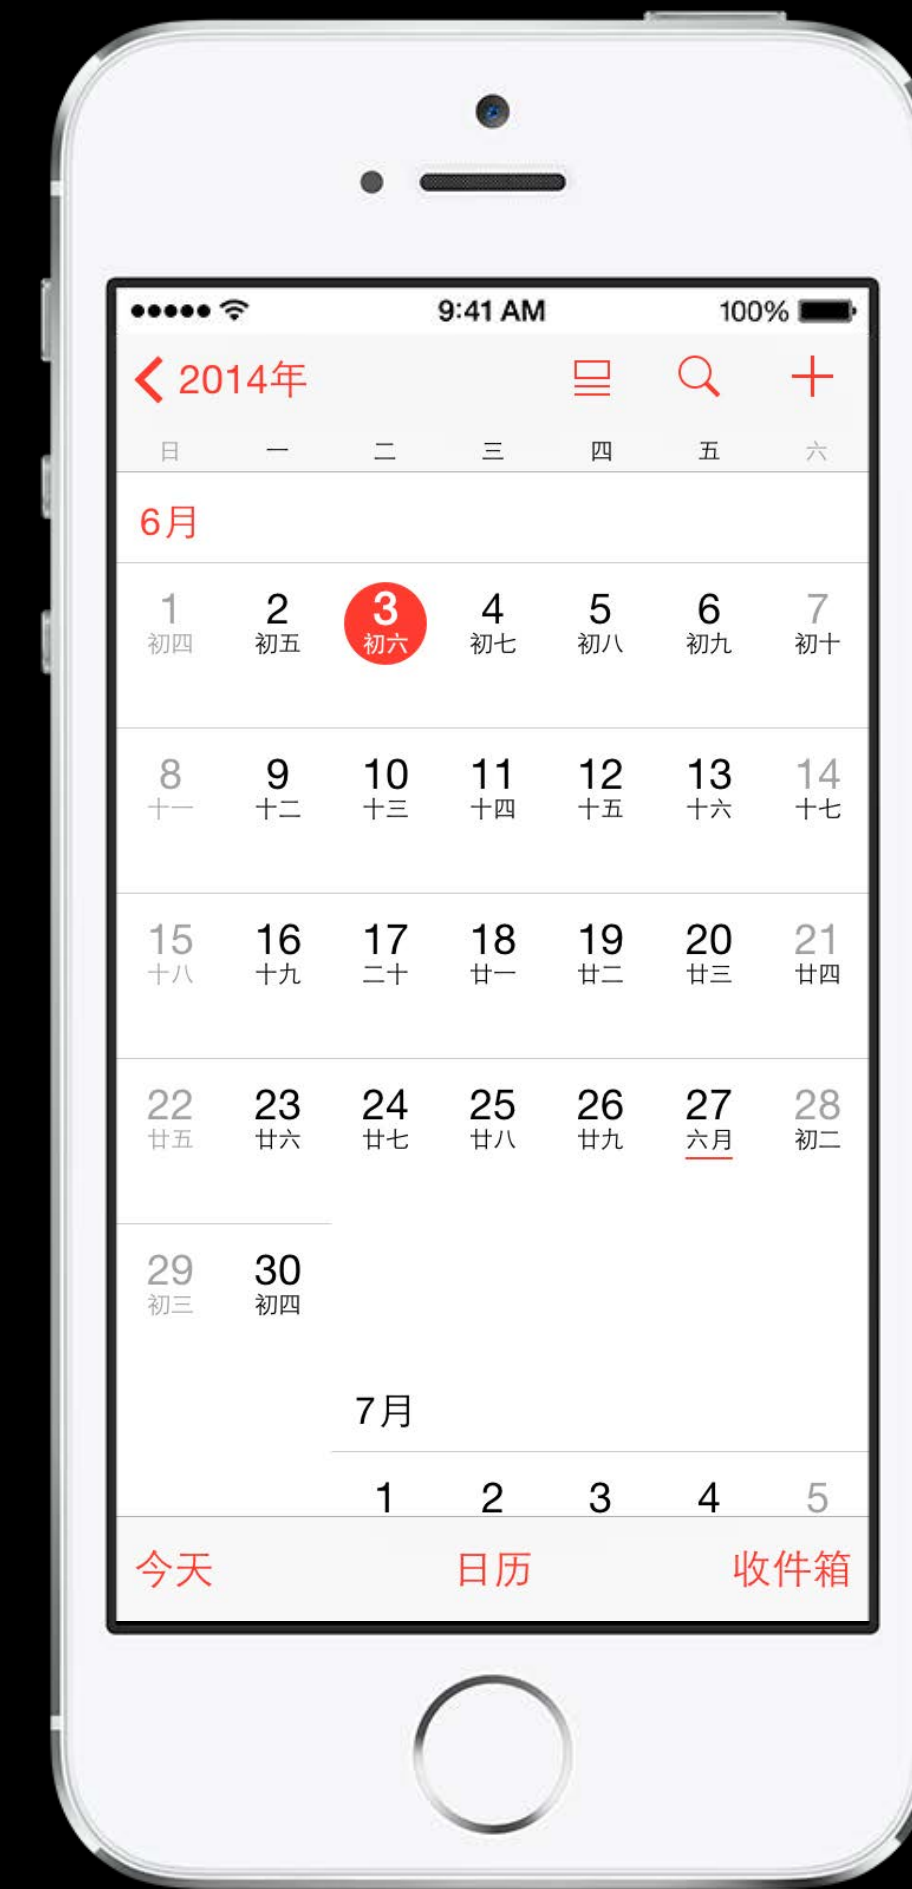 9:41 AM 100%
2014年
日 一 二 三 四 五 六
6月
1 2 3 4 5 6 7
初四 初五 初六 初七 初八 初九 初十
8 9 10 11 12 13 14
十一 十二 十三 十四 十五 十六 十七
15 16 17 18 19 20 21
十八 十九 二十 廿一 廿二 廿三 廿四
22 23 24 25 26 27 28
廿五 廿六 廿七 廿八 廿九 六月 初二
29 30
初三 初四
7月
1 2 3 4 5
今天 日历 收件箱